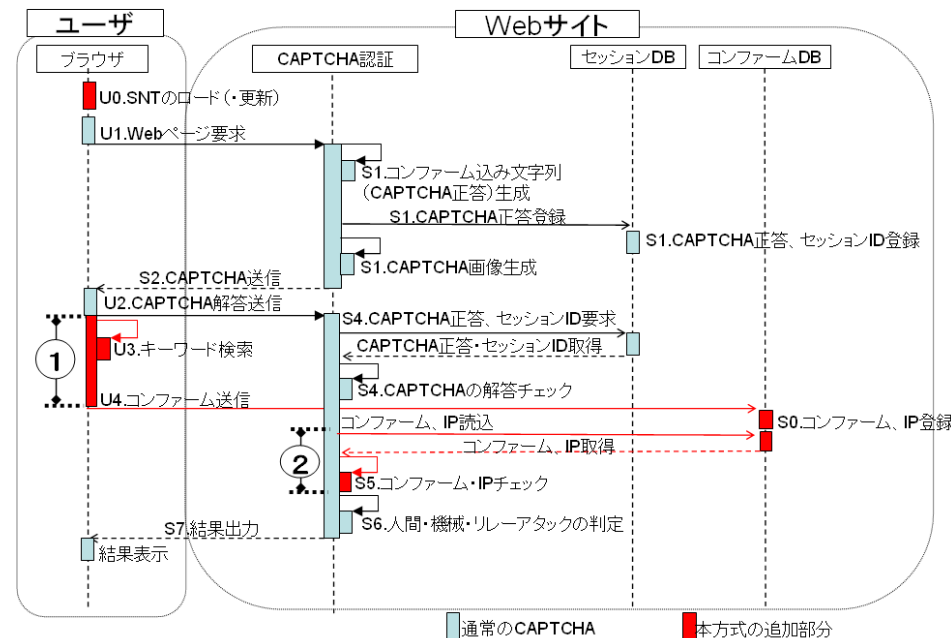 ユーザ
Webサイト
ブラウザ
CAPTCHA認証
セッションDB
コンファームDB
U0.SNTのロード(・更新)
U1.Webページ要求
S1.コンファーム込み文字列
(CAPTCHA正答)生成
S1.CAPTCHA正答登録
S1.CAPTCHA正答、セッションID登録
S1.CAPTCHA画像生成
S2.CAPTCHA送信
U2.CAPTCHA解答送信
S4.CAPTCHA正答、セッションID要求
CAPTCHA正答・セッションID取得
①
U3.キーワード検索
S4.CAPTCHAの解答チェック
U4.コンファーム送信
コンファーム、IP読込
S0.コンファーム、IP登録
コンファーム、IP取得
②
S5.コンファーム・IPチェック
S6.人間・機械・リレーアタックの判定
S7.結果出力
結果表示
通常のCAPTCHA
本方式の追加部分